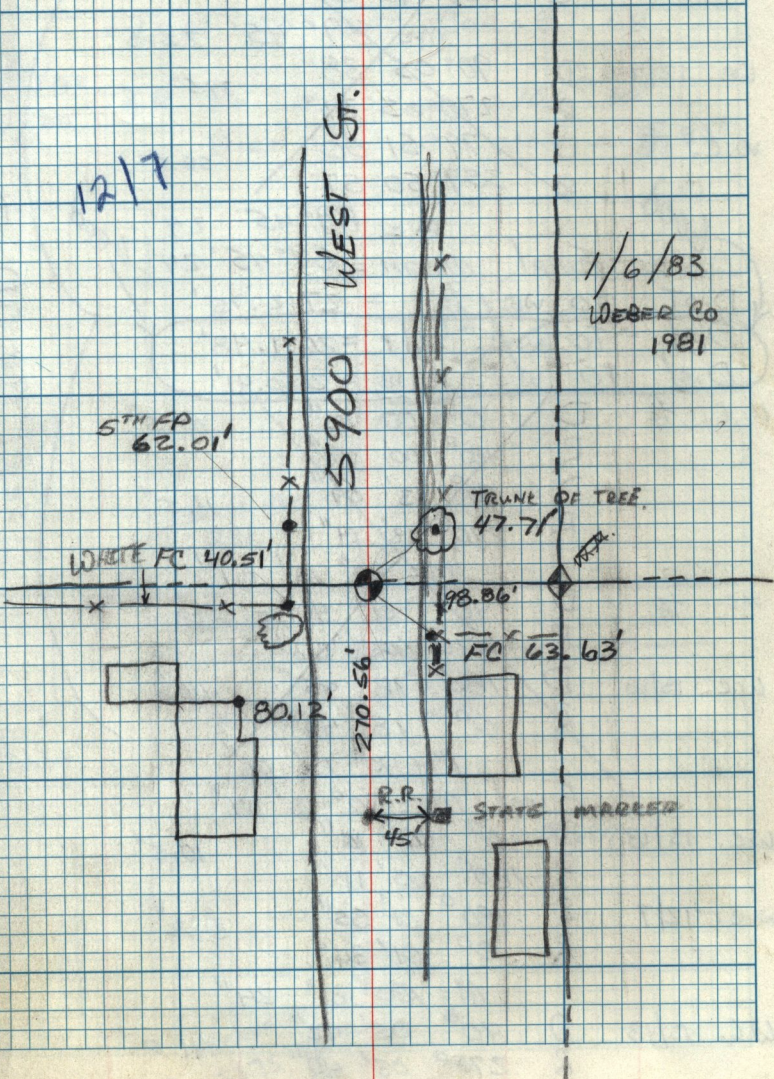 12/7
5900 WEST ST.
1/6/83
WEBER CO
1981
5TH FP
62.01'
TRUNK OF TREE.
47.71'
WHITE FC 40.51'
98.86'
FC 63.63'
270.56'
80.12'
R.R.
45'
STATE MARKER